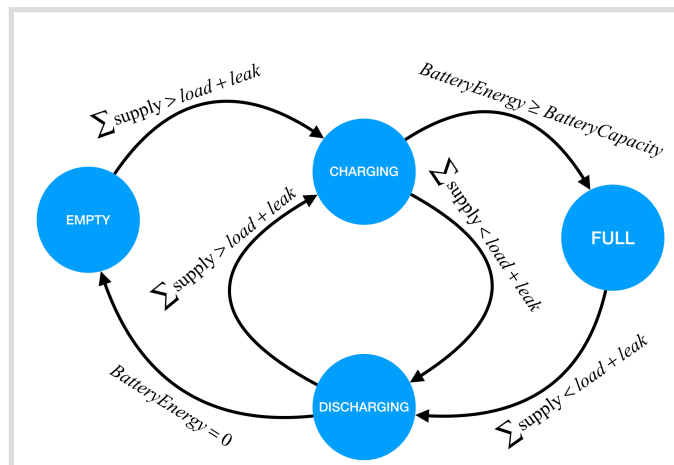 ∑ supply > load + leak
BatteryEnergy ≥ BatteryCapacity
CHARGING
∑ supply < load + leak
EMPTY
∑ supply > load + leak
FULL
BatteryEnergy = 0
DISCHARGING
∑ supply < load + leak